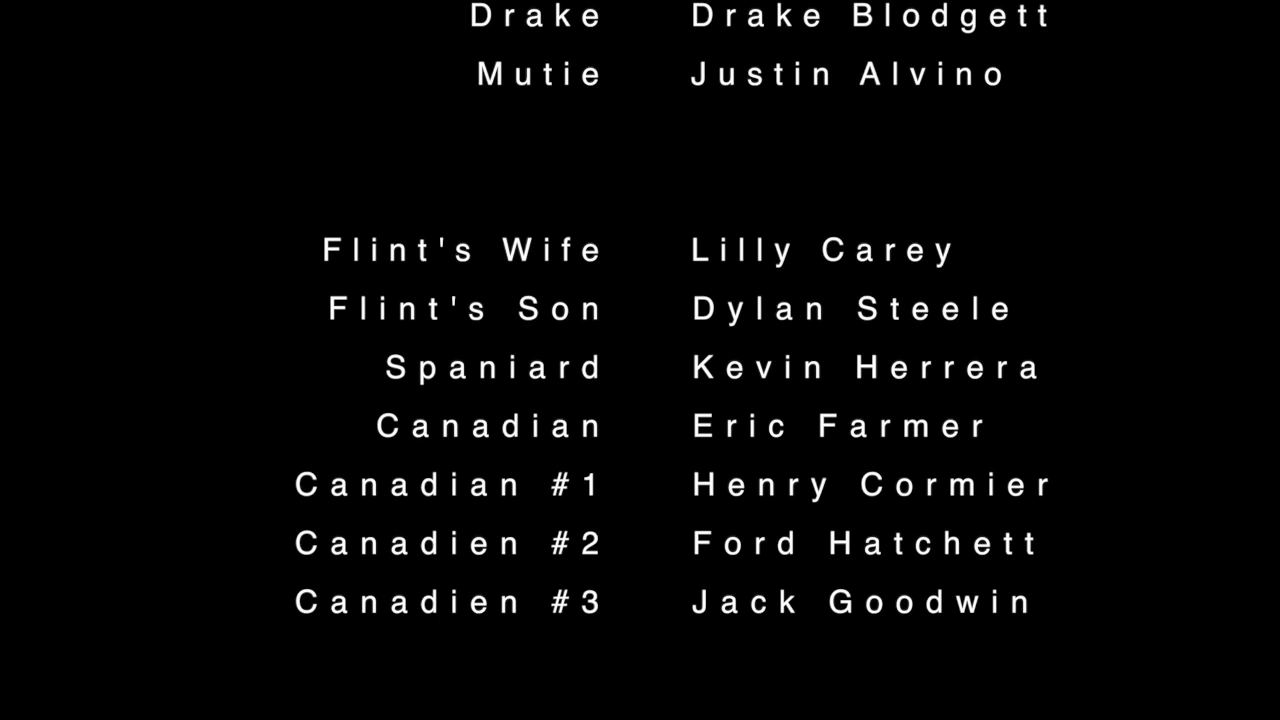 Drake Drake Blodgett
Mutie Justin Alvino
Flint's Wife Lilly Carey
Flint's Son Dylan Steele
Spaniard Kevin Herrera
Canadian Eric Farmer
Canadian #1 Henry Cormier
Canadien #2 Ford Hatchett
Canadien #3 Jack Goodwin